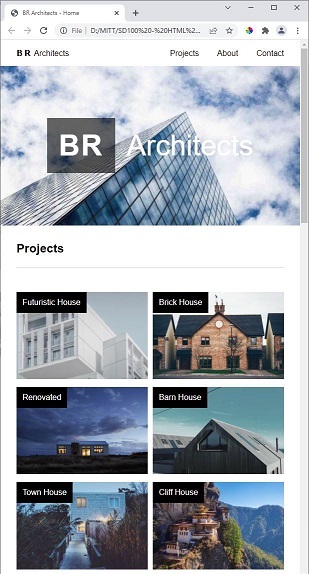 BR Architects - Home
File
D:/MITT/SD100%20-%20HTML%2...
BR Architects
Projects
About
Contact
BR Architects
Projects
Futuristic House
Brick House
Renovated
Barn House
Town House
Cliff House